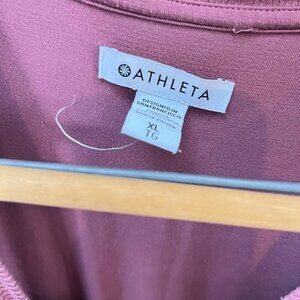 ATHLETA
DESIGNED IN
SAN FRANCISCO
XL
TG